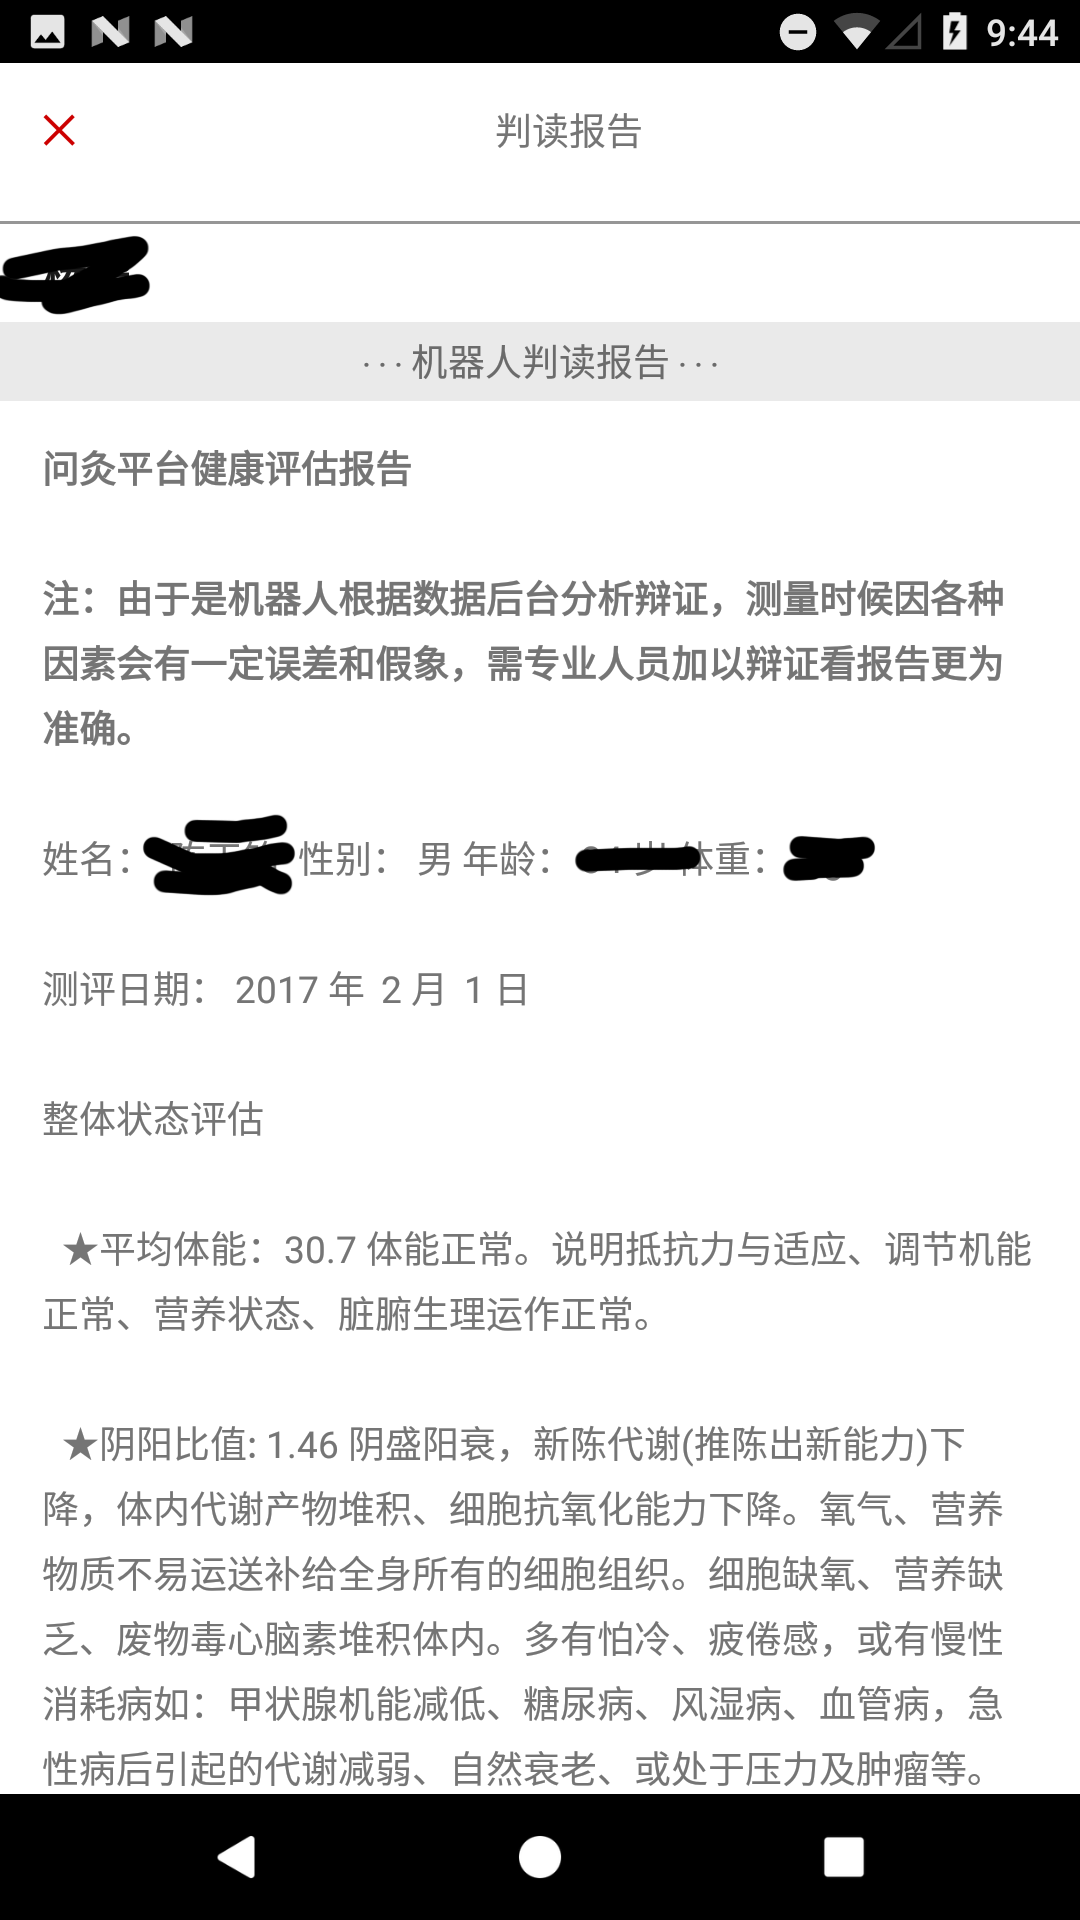 9:44
判读报告
···机器人判读报告···
问灸平台健康评估报告
注：由于是机器人根据数据后台分析辩证，测量时候因各种
因素会有一定误差和假象，需专业人员加以辩证看报告更为
准确。
姓名： 性别： 男 年龄： 体重：
测评日期： 2017 年 2 月 1 日
整体状态评估
★平均体能：30.7 体能正常。说明抵抗力与适应、调节机能
正常、营养状态、脏腑生理运作正常。
★阴阳比值: 1.46 阴盛阳衰，新陈代谢(推陈出新能力)下
降，体内代谢产物堆积、细胞抗氧化能力下降。氧气、营养
物质不易运送补给全身所有的细胞组织。细胞缺氧、营养缺
乏、废物毒心脑素堆积体内。多有怕冷、疲倦感，或有慢性
消耗病如：甲状腺机能减低、糖尿病、风湿病、血管病，急
性病后引起的代谢减弱、自然衰老、或处于压力及肿瘤等。